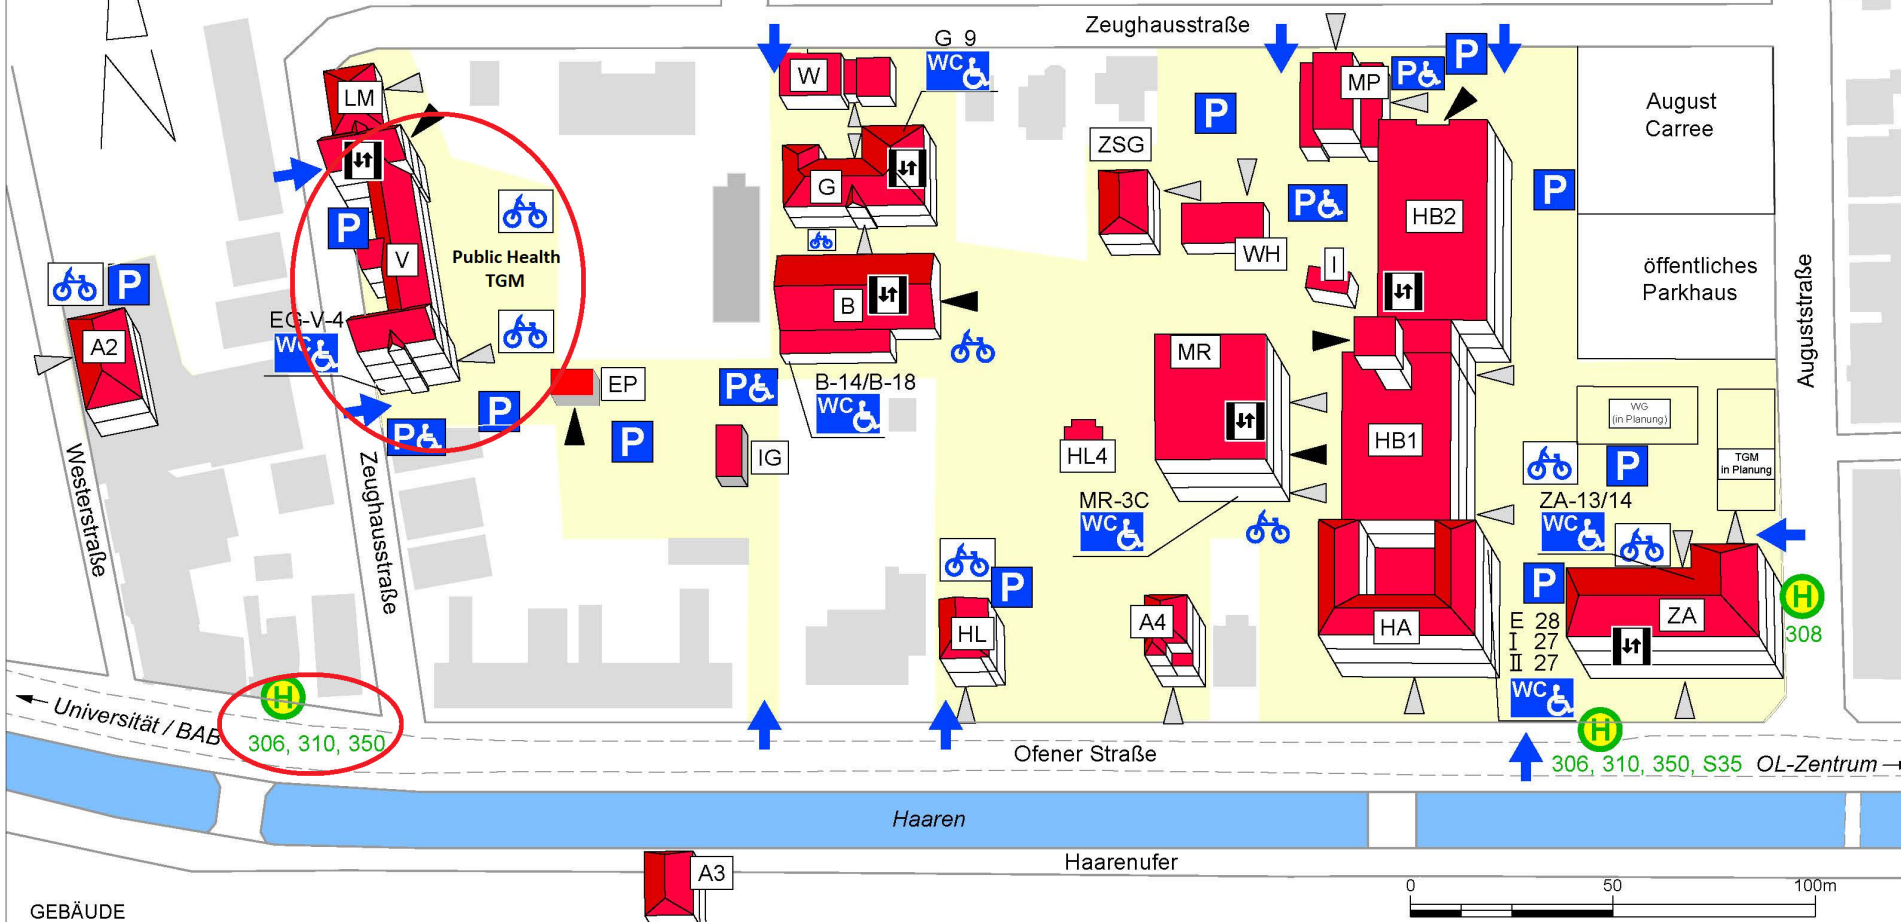 Zeughausstraße
G 9
WC
W
P
MP
P
LM
P
August
Carree
ZSG
G
P
P
HB2
P
V
Public Health
TGM
WH
I
öffentliches
Parkhaus
P
B
EG-V-4
WC
A2
MR
Auguststraße
EP
P
B-14/B-18
WC
P
P
P
WG
(in Planung)
HB1
IG
HL4
TGM
in Planung
P
Westerstraße
Zeughausstraße
MR-3C
WC
ZA-13/14
WC
P
P
HL
A4
HA
E 28
I 27
II 27
WC
ZA
H
308
H
306, 310, 350
Universität / BAB
Ofener Straße
H
306, 310, 350, S35
OL-Zentrum
Haaren
Haarenufer
A3
0 50 100m
GEBÄUDE